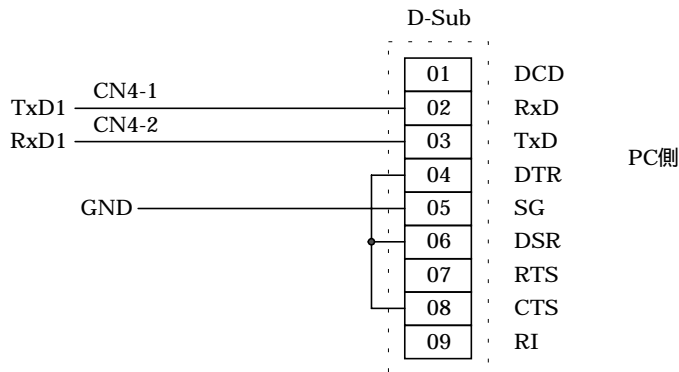 D-Sub
01 DCD
CN4-1
TxD1 02 RxD
CN4-2
RxD1 03 TxD
PC側
04 DTR
GND 05 SG
06 DSR
07 RTS
08 CTS
09 RI